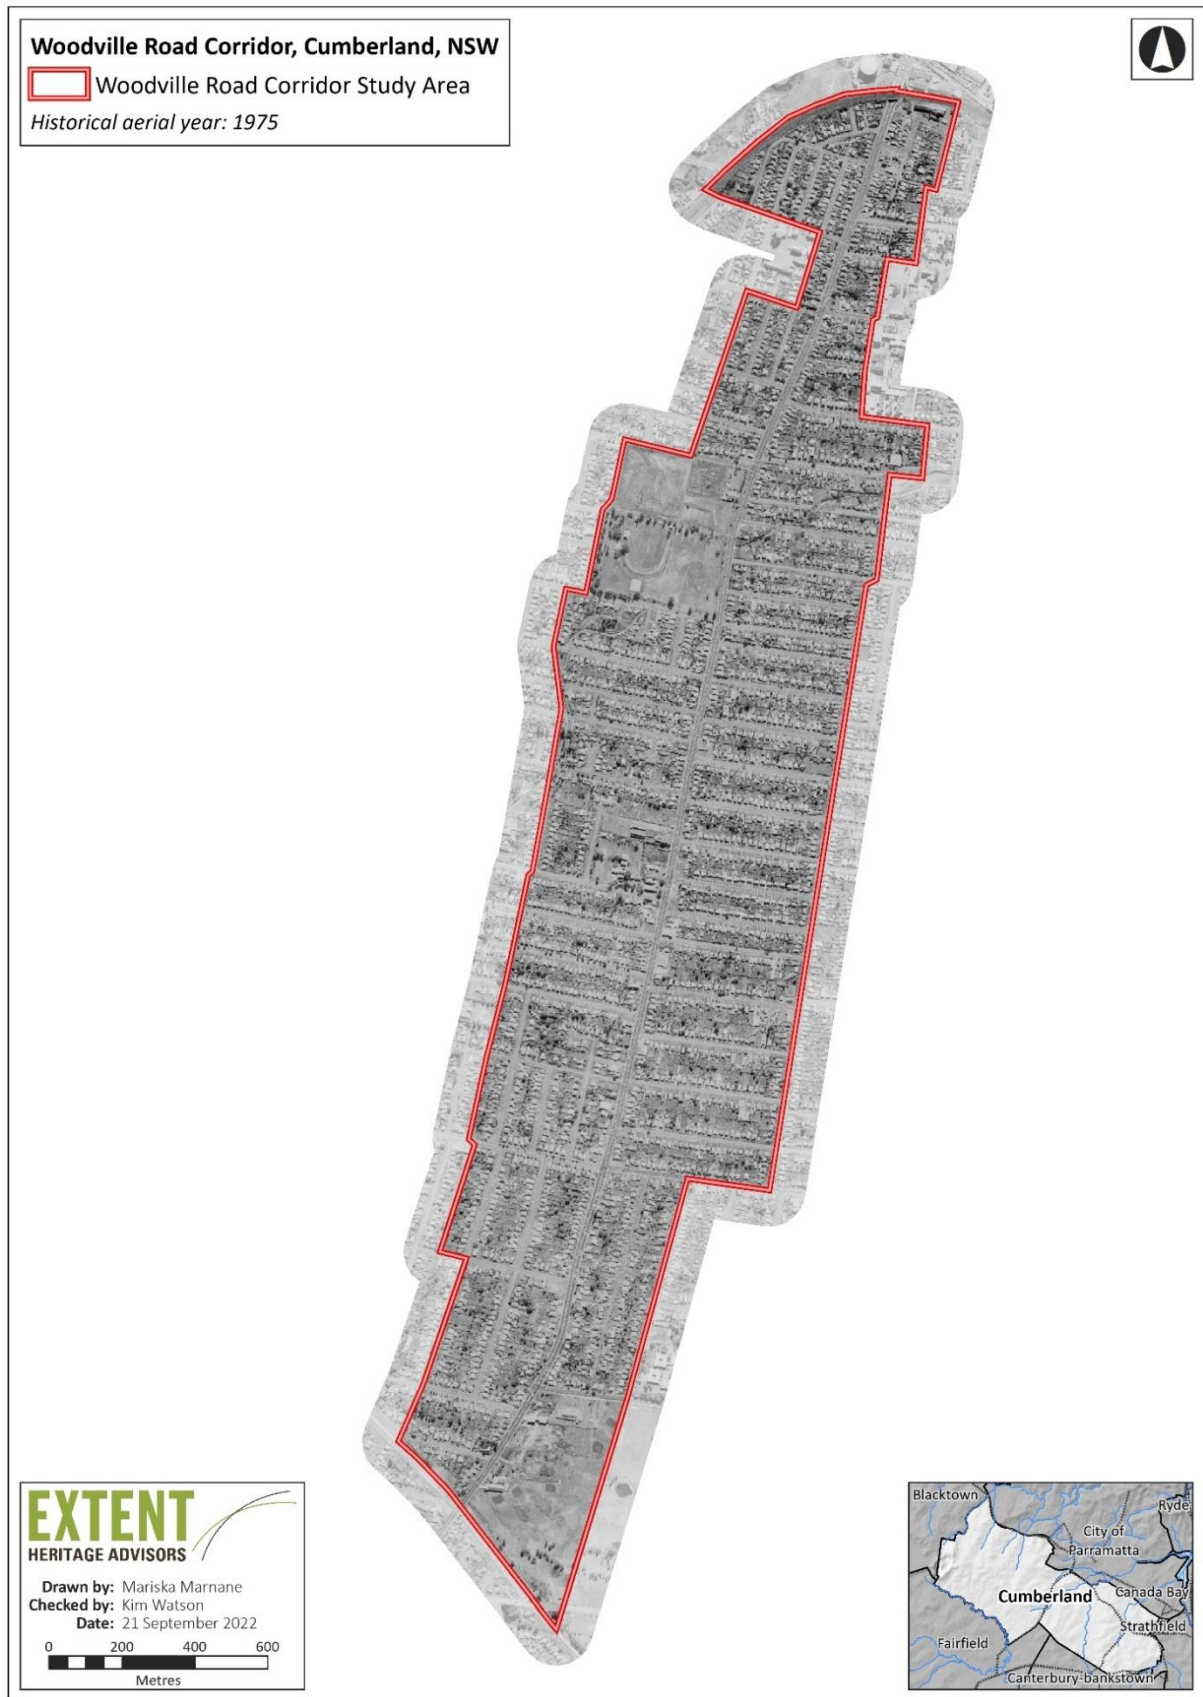 Woodville Road Corridor, Cumberland, NSW
Woodville Road Corridor Study Area
Historical aerial year: 1975
EXTENT
HERITAGE ADVISORS
Drawn by: Mariska Marnane
Checked by: Kim Watson
Date: 21 September 2022
0 200 400 600
Metres
Blacktown
Ryde
City of
Parramatta
Canada Bay
Cumberland
Strathfield
Fairfield
Canterbury-bankstown